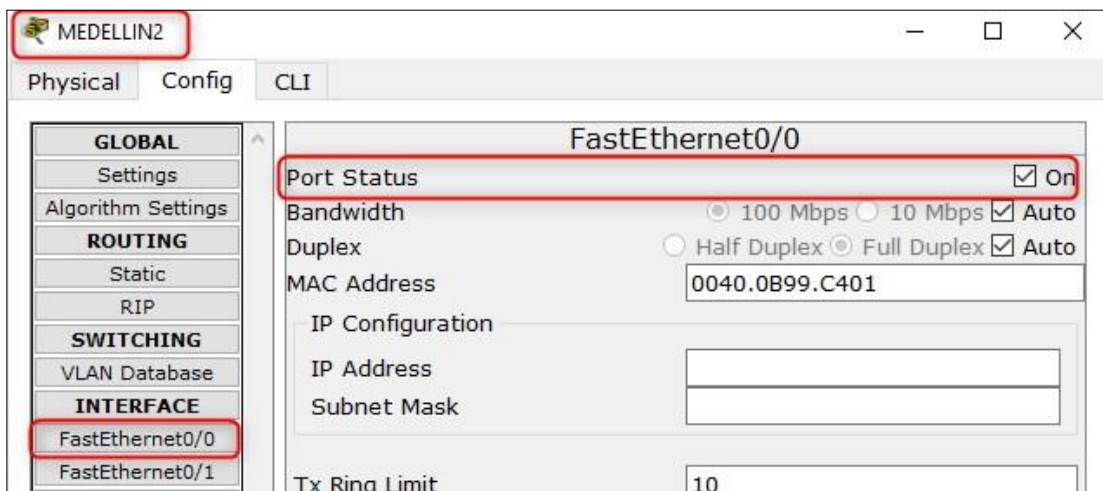 MEDELLIN2
Physical Config CLI
GLOBAL
Settings
Algorithm Settings
ROUTING
Static
RIP
SWITCHING
VLAN Database
INTERFACE
FastEthernet0/0
FastEthernet0/1
FastEthernet0/0
Port Status On
Bandwidth 100 Mbps 10 Mbps Auto
Duplex Half Duplex Full Duplex Auto
MAC Address 0040.0B99.C401
IP Configuration
IP Address
Subnet Mask
Tx Ring Limit 10